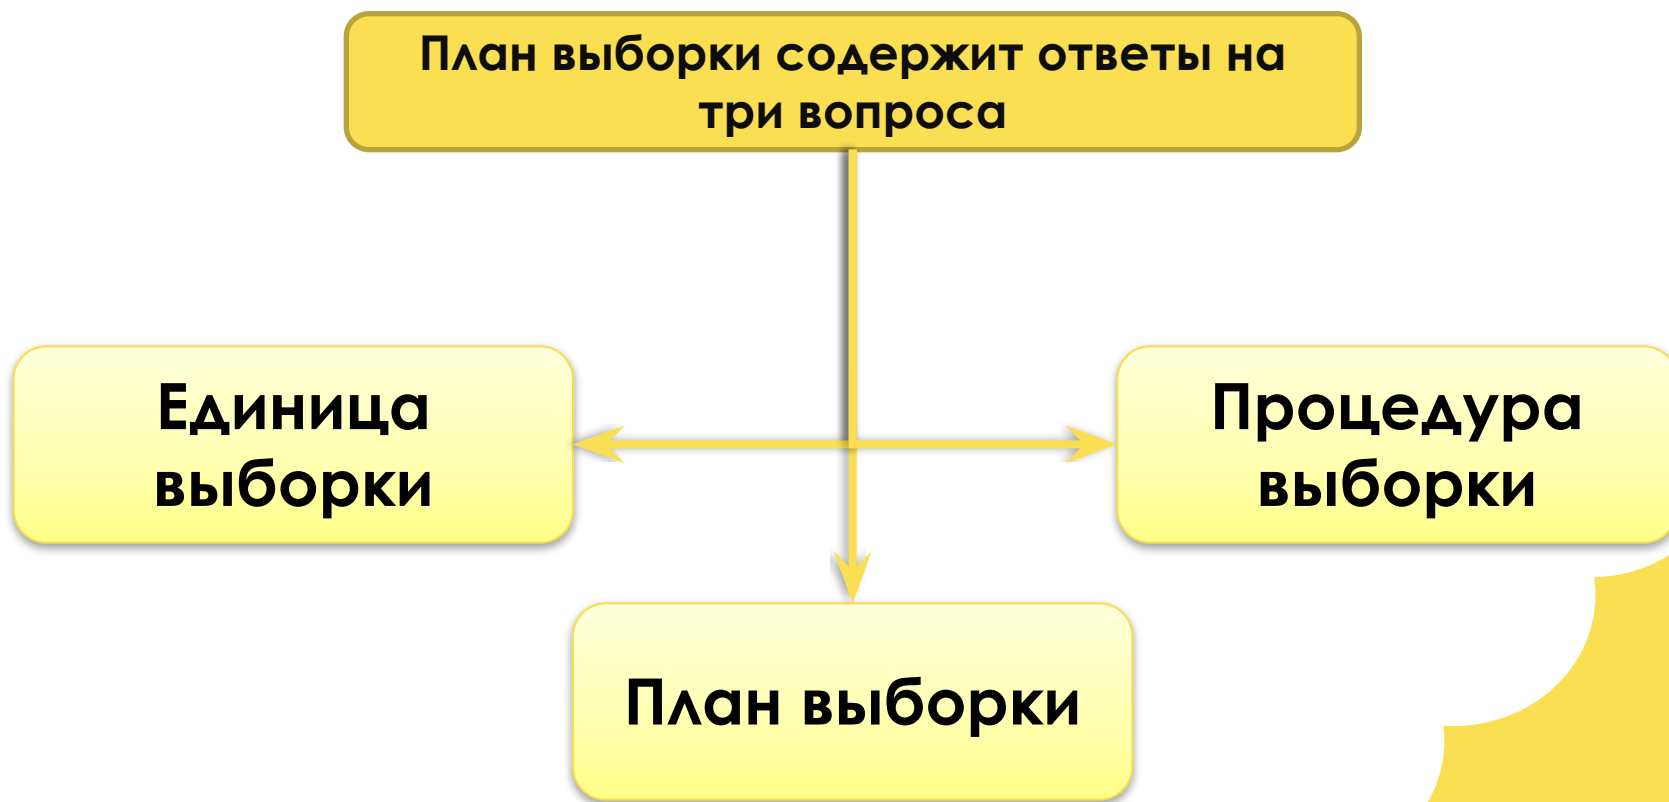 План выборки содержит ответы на
три вопроса
Единица
выборки
Процедура
выборки
План выборки